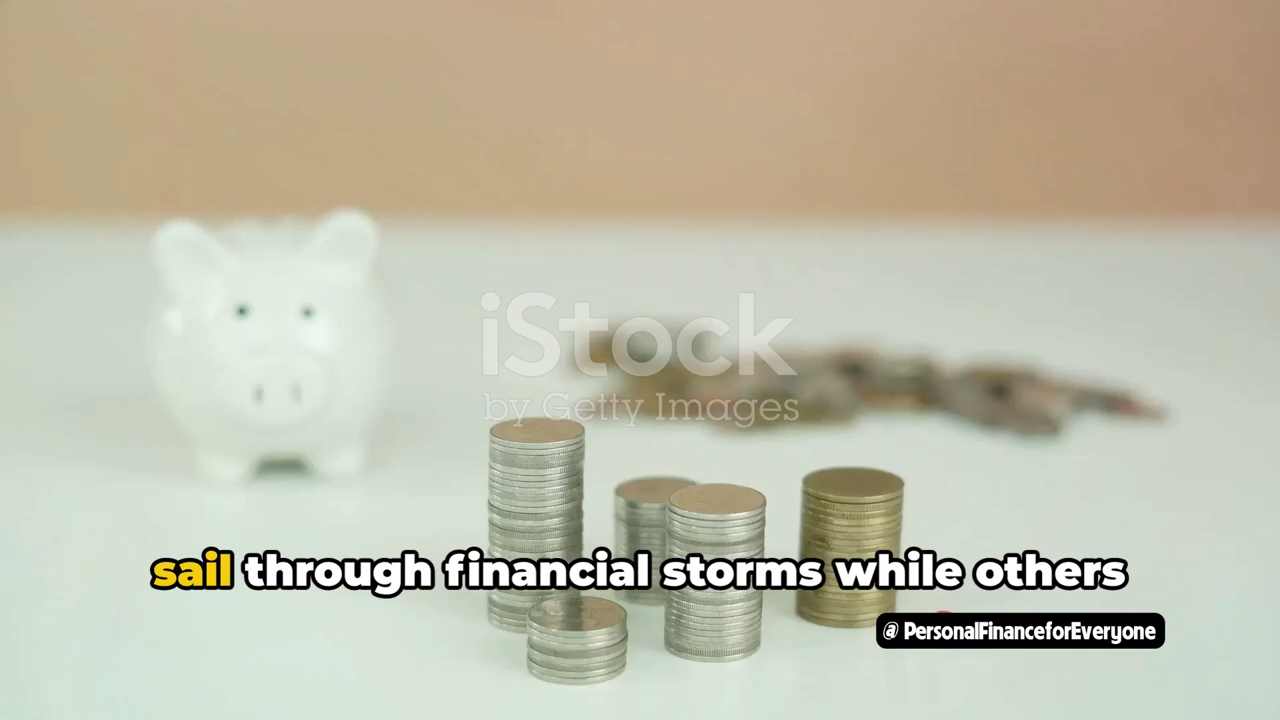 iStock
by Getty Images
sail through financial storms while others
@ PersonalFinanceforEveryone